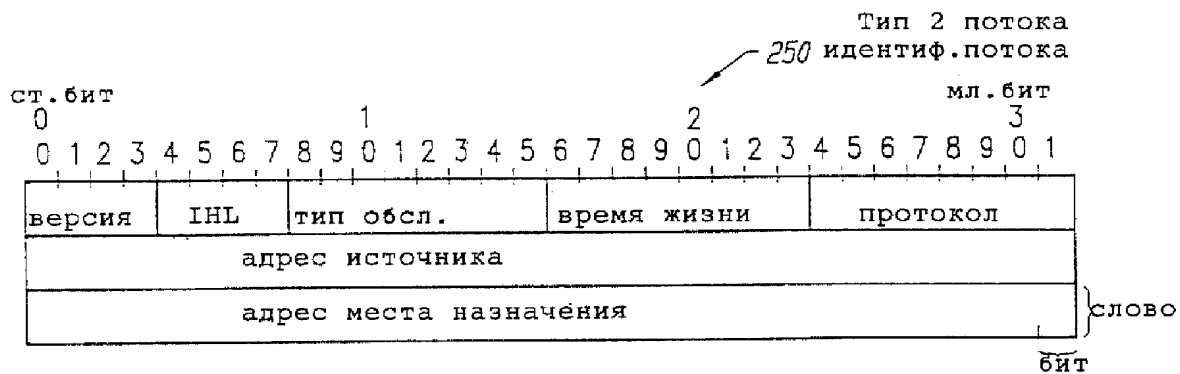 Тип 2 потока
250 идентиф.потока
ст.бит мл.бит
0 1 2 3
0 1 2 3 4 5 6 7 8 9 0 1 2 3 4 5 6 7 8 9 0 1 2 3 4 5 6 7 8 9 0 1
версия IHL тип обсл. время жизни протокол
адрес источника
адрес места назначения слово
бит